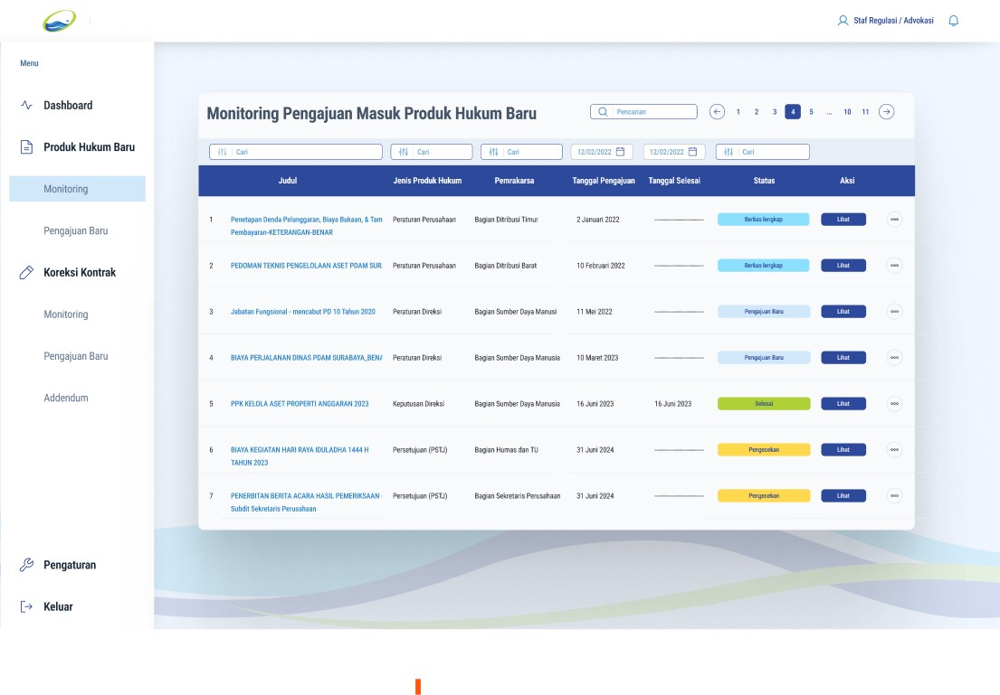 Staf Regulasi / Advokasi
Menu
Dashboard
Produk Hukum Baru
Monitoring
Pengajuan Baru
Koreksi Kontrak
Monitoring
Pengajuan Baru
Addendum
Pengaturan
Keluar
Monitoring Pengajuan Masuk Produk Hukum Baru
Pencarian
1 2 3 4 5 ... 10 11
Cari Cari Cari 12/02/2022 12/02/2022 Cari
Judul Jenis Produk Hukum Pemrakarsa Tanggal Pengajuan Tanggal Selesai Status Aksi
1 Penetapan Denda Pelanggaran, Biaya Bukaan, & Tam Peraturan Perusahaan Bagian Ditribusi Timur 2 Januari 2022 -------------------- Berkas lengkap Lihat
Pembayaran-KETERANGAN-BENAR
2 PEDOMAN TEKNIS PENGELOLAAN ASET PDAM SUR Peraturan Perusahaan Bagian Ditribusi Barat 10 Februari 2022 -------------------- Berkas lengkap Lihat
3 Jabatan Fungsional - mencabut PD 10 Tahun 2020 Peraturan Direksi Bagian Sumber Daya Manusi 11 Mei 2022 -------------------- Pengajuan Baru Lihat
4 BIAYA PERJALANAN DINAS PDAM SURABAYA_BEN Peraturan Direksi Bagian Sumber Daya Manusia 10 Maret 2023 -------------------- Pengajuan Baru Lihat
5 PPK KELOLA ASET PROPERTI ANGGARAN 2023 Keputusan Direksi Bagian Sumber Daya Manusia 16 Juni 2023 16 Juni 2023 Selesai Lihat
6 BIAYA KEGIATAN HARI RAYA IDULADHA 1444 H Persetujuan (PSTJ) Bagian Humas dan TU 31 Juni 2024 -------------------- Pengecekan Lihat
TAHUN 2023
7 PENERBITAN BERITA ACARA HASIL PEMERIKSAAN - Persetujuan (PSTJ) Bagian Sekretaris Perusahaan 31 Juni 2024 -------------------- Pengecekan Lihat
Subdit Sekretaris Perusahaan